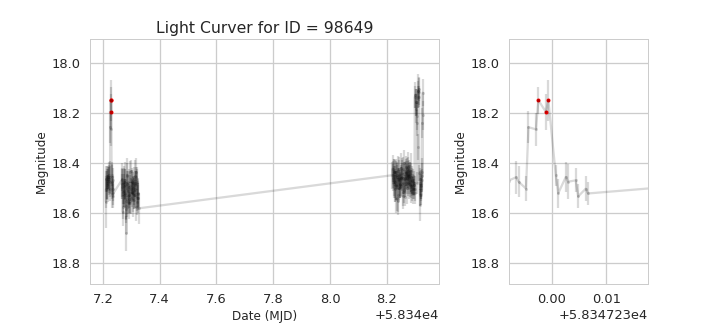 Light Curver for ID = 98649
Magnitude
18.0
18.2
18.4
18.6
18.8
7.2 7.4 7.6 7.8 8.0 8.2
Date (MJD)
+5.834e4
Magnitude
18.0
18.2
18.4
18.6
18.8
0.00 0.01
+5.834723e4